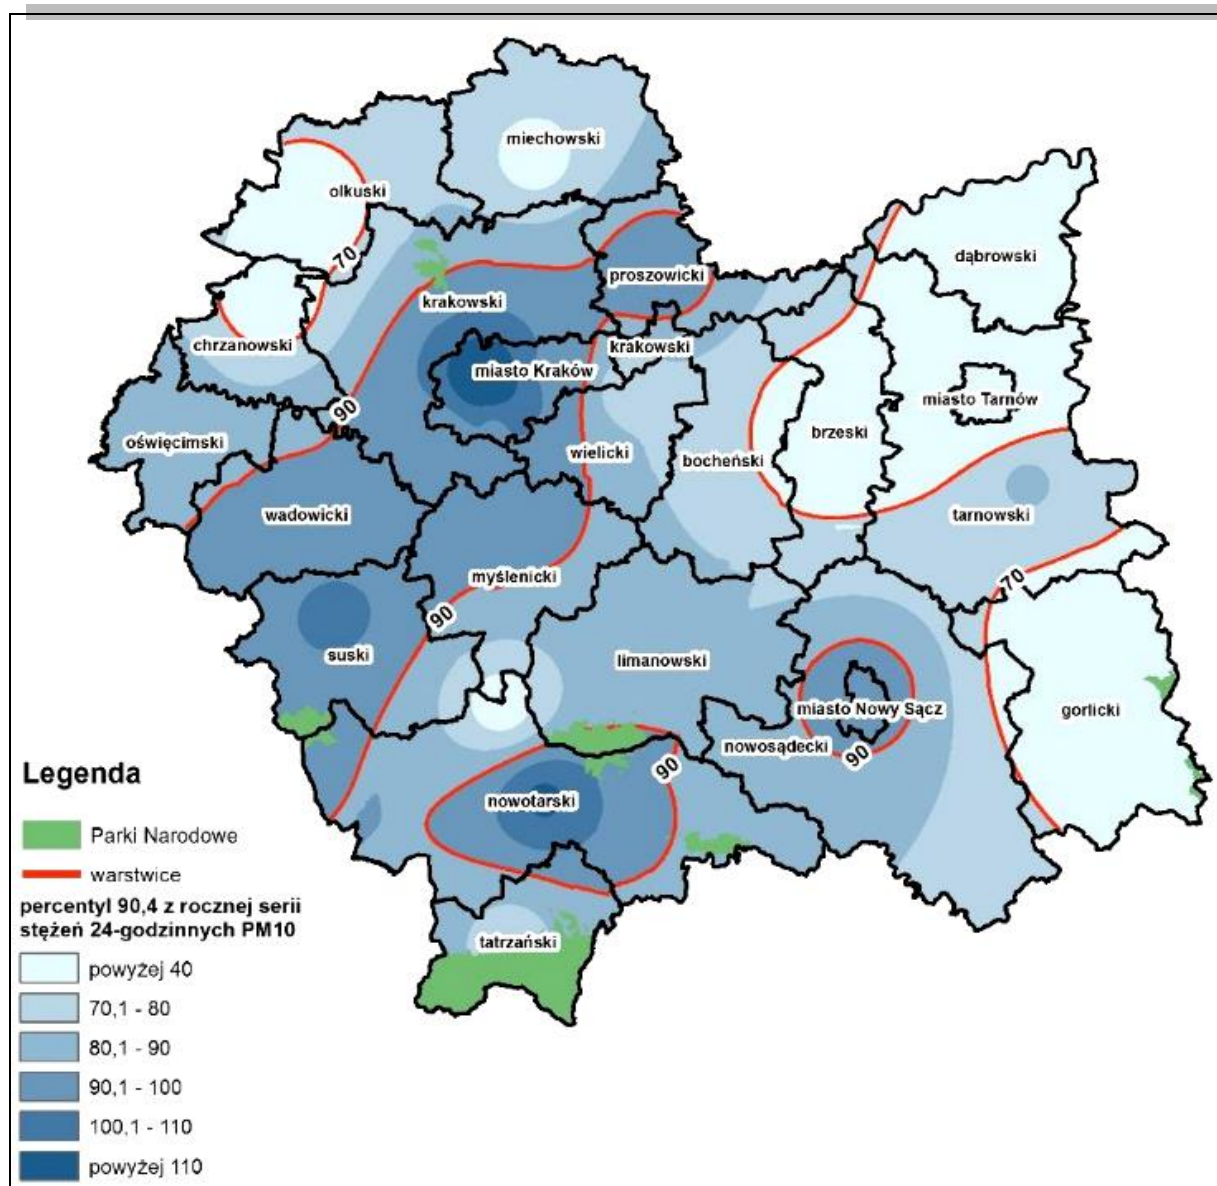 miechowski
olkuski
dąbrowski
70
proszowicki
krakowski
chrzanowski
krakowski
miasto Kraków
miasto Tarnów
90
oświęcimski
brzeski
wielicki
bocheński
wadowicki
tarnowski
myślenicki
70
90
suski
limanowski
miasto Nowy Sącz
gorlicki
nowosądecki
90
90
nowotarski
tatrzański
Legenda
Parki Narodowe
warstwice
percentyl 90,4 z rocznej serii
stężeń 24-godzinnych PM10
powyżej 40
70,1 - 80
80,1 - 90
90,1 - 100
100,1 - 110
powyżej 110